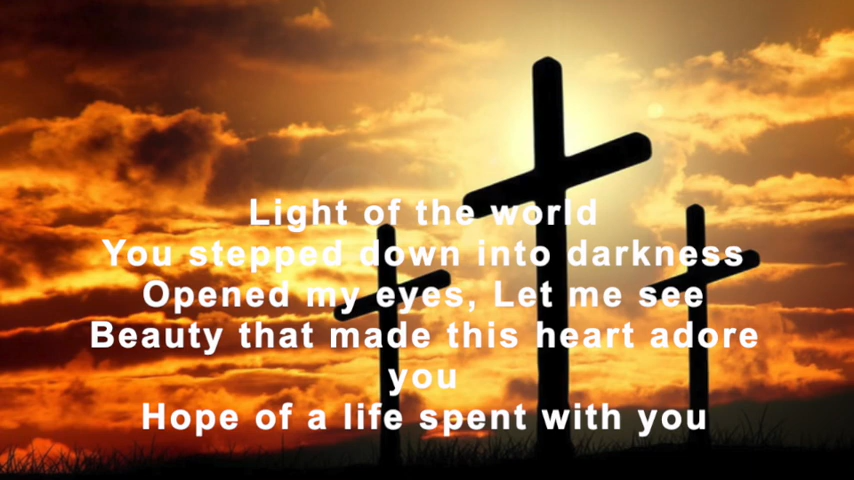 Light of the world
You stepped down into darkness
Opened my eyes, Let me see
Beauty that made this heart adore
you
Hope of a life spent with you